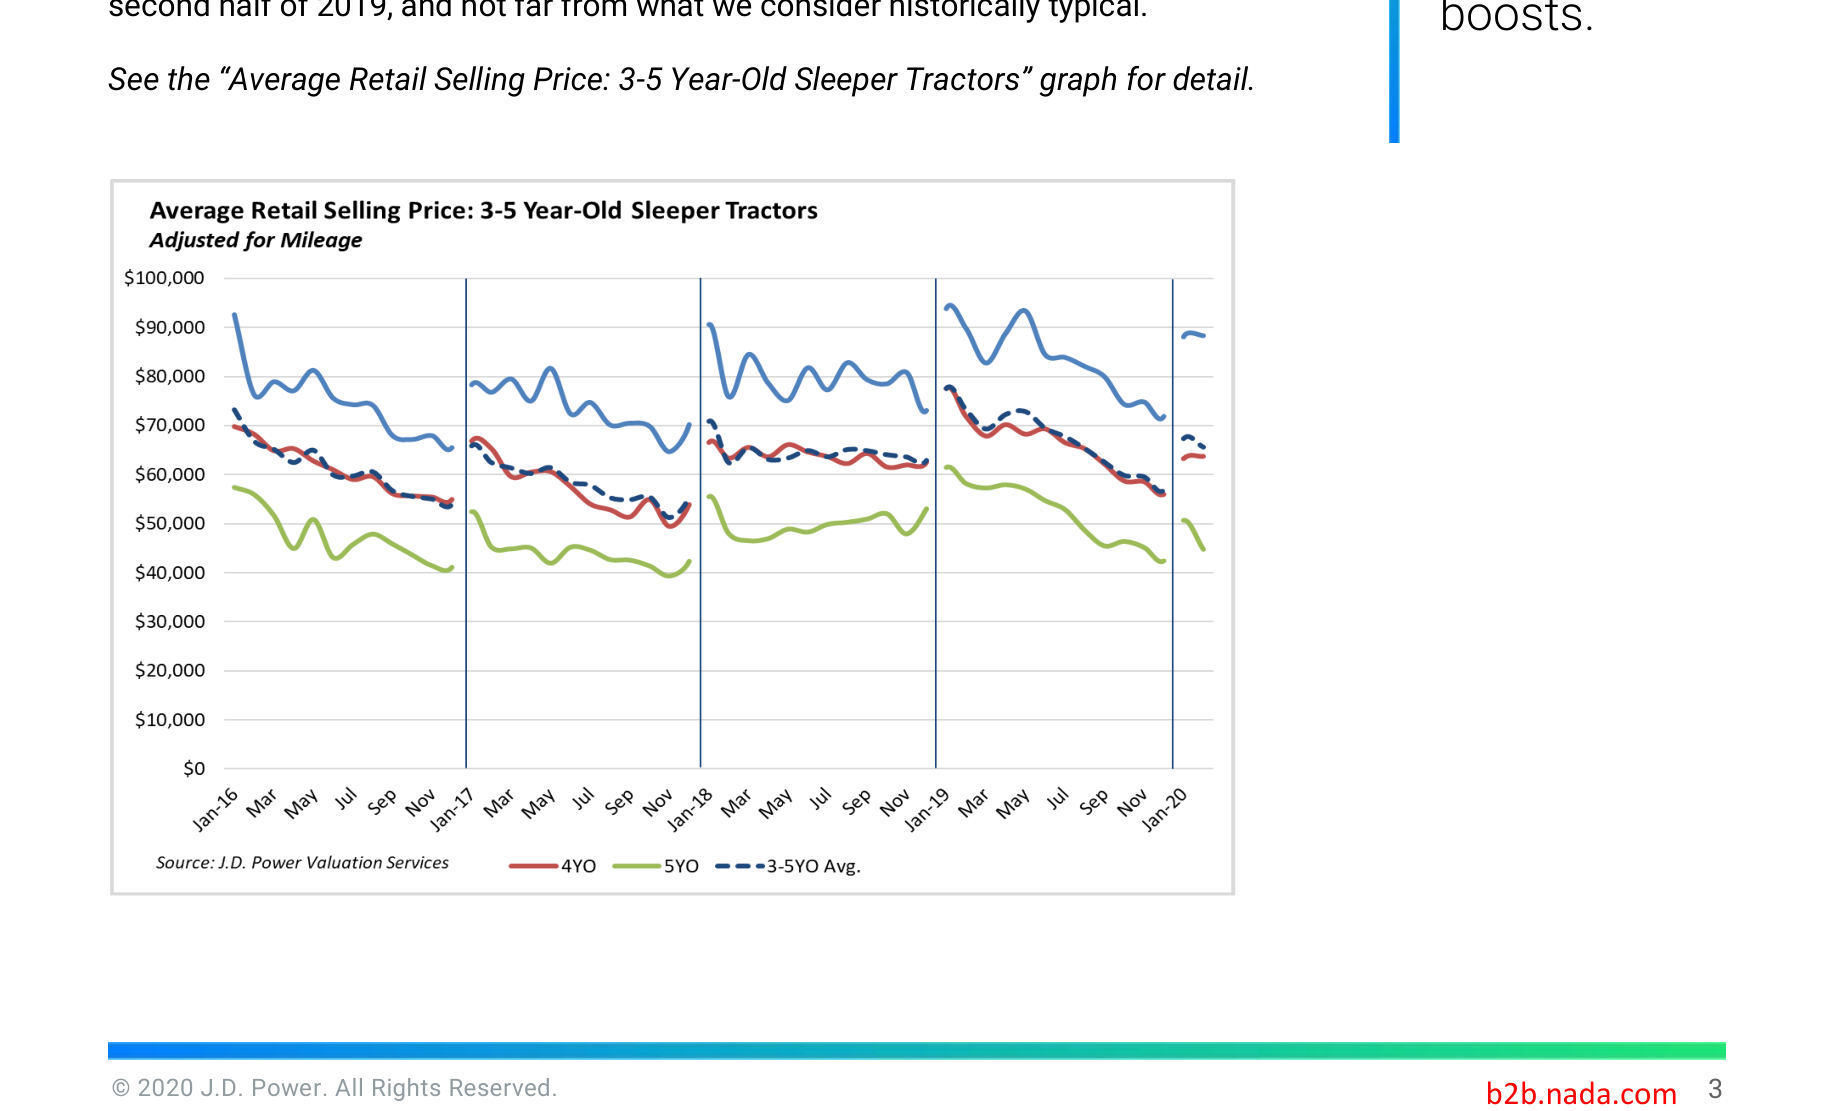 second half of 2019, and not far from what we consider historically typical.
boosts.
See the “Average Retail Selling Price: 3-5 Year-Old Sleeper Tractors” graph for detail.
Average Retail Selling Price: 3-5 Year-Old Sleeper Tractors
Adjusted for Mileage
$100,000
$90,000
$80,000
$70,000
$60,000
$50,000
$40,000
$30,000
$20,000
$10,000
$0
Jan-16 Mar May Jul Sep Nov Jan-17 Mar May Jul Sep Nov Jan-18 Mar May Jul Sep Nov Jan-19 Mar May Jul Sep Nov Jan-20
Source: J.D. Power Valuation Services 4YO 5YO 3-5YO Avg.
© 2020 J.D. Power. All Rights Reserved. b2b.nada.com 3